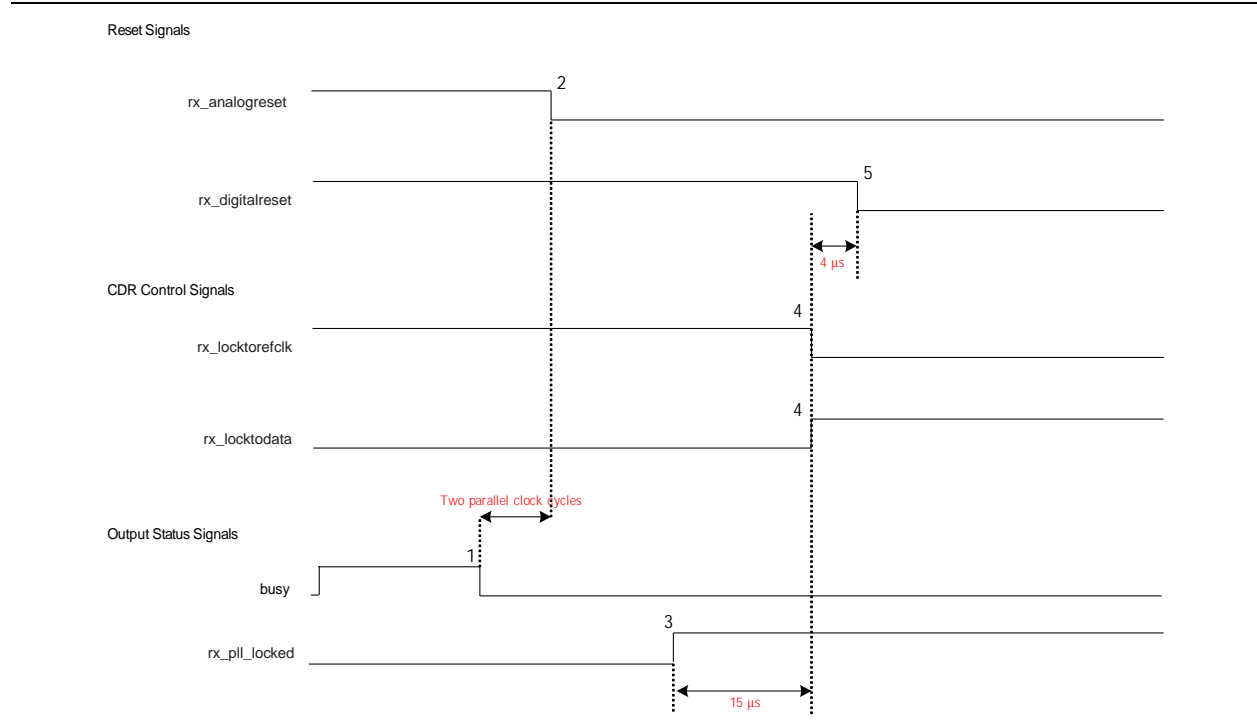 Reset Signals
2
rx_analogreset
5
rx_digitalreset
4 µs
CDR Control Signals
4
rx_locktorefclk
4
rx_locktodata
Two parallel clock cycles
Output Status Signals
1
busy
3
rx_pll_locked
15 µs